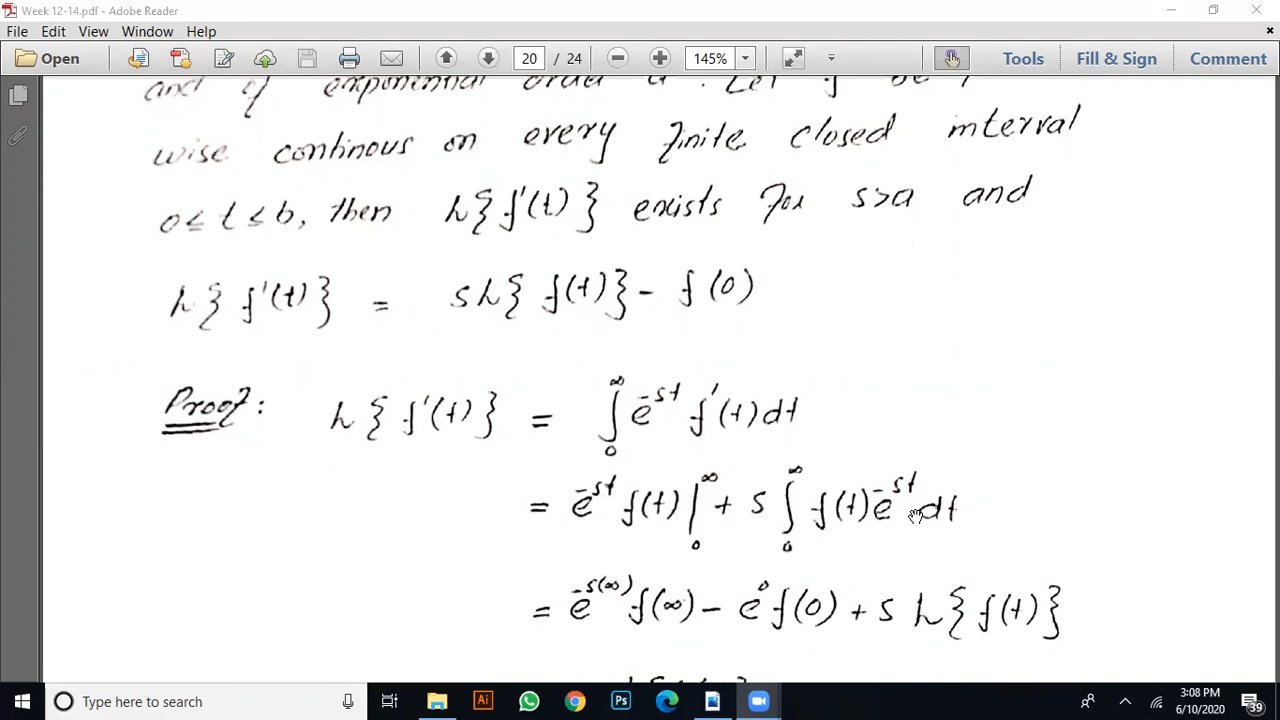 Week 12-14.pdf - Adobe Reader
File Edit View Window Help
Open 20 / 24 145% Tools Fill & Sign Comment
and of exponential order a. Let f be
wise continous on every finite closed interval
0 ≤ t ≤ b, then L{f'(t)} exists for s>a and
L{f'(t)} = sL{f(t)} - f(0)
Proof: L{f'(t)} = ∫₀^∞ e^{-st} f'(t)dt
= e^{-st} f(t)|₀^∞ + s ∫₀^∞ f(t)e^{-st} dt
= e^{-s(∞)} f(∞) - e^0 f(0) + s L{f(t)}
Type here to search
3:08 PM
6/10/2020
39